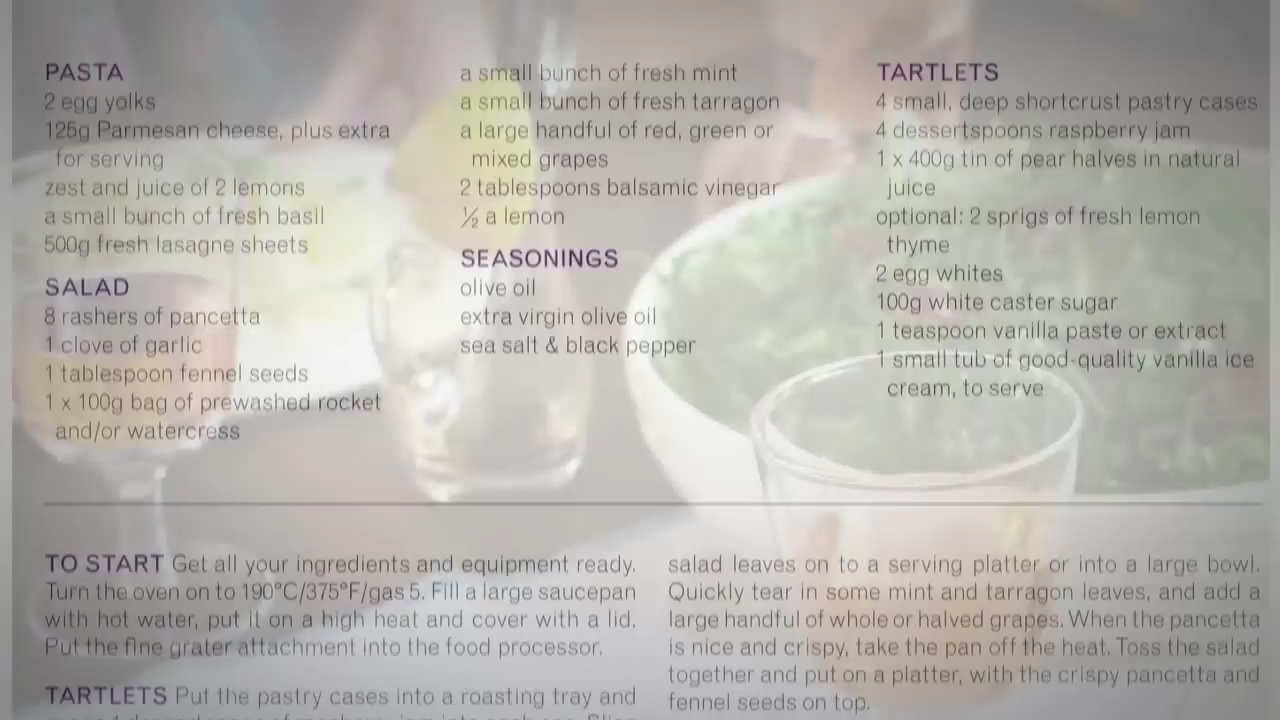 PASTA
2 egg yolks
125g Parmesan cheese, plus extra
for serving
zest and juice of 2 lemons
a small bunch of fresh basil
500g fresh lasagne sheets
SALAD
8 rashers of pancetta
1 clove of garlic
1 tablespoon fennel seeds
1 x 100g bag of prewashed rocket
and/or watercress
a small bunch of fresh mint
a small bunch of fresh tarragon
a large handful of red, green or
mixed grapes
2 tablespoons balsamic vinegar
½ a lemon
SEASONINGS
olive oil
extra virgin olive oil
sea salt & black pepper
TARTLETS
4 small, deep shortcrust pastry cases
4 dessertspoons raspberry jam
1 x 400g tin of pear halves in natural
juice
optional: 2 sprigs of fresh lemon
thyme
2 egg whites
100g white caster sugar
1 teaspoon vanilla paste or extract
1 small tub of good-quality vanilla ice
cream, to serve
TO START Get all your ingredients and equipment ready.
Turn the oven on to 190°C/375°F/gas 5. Fill a large saucepan
with hot water, put it on a high heat and cover with a lid.
Put the fine grater attachment into the food processor.
TARTLETS Put the pastry cases into a roasting tray and
salad leaves on to a serving platter or into a large bowl.
Quickly tear in some mint and tarragon leaves, and add a
large handful of whole or halved grapes. When the pancetta
is nice and crispy, take the pan off the heat. Toss the salad
together and put on a platter, with the crispy pancetta and
fennel seeds on top.